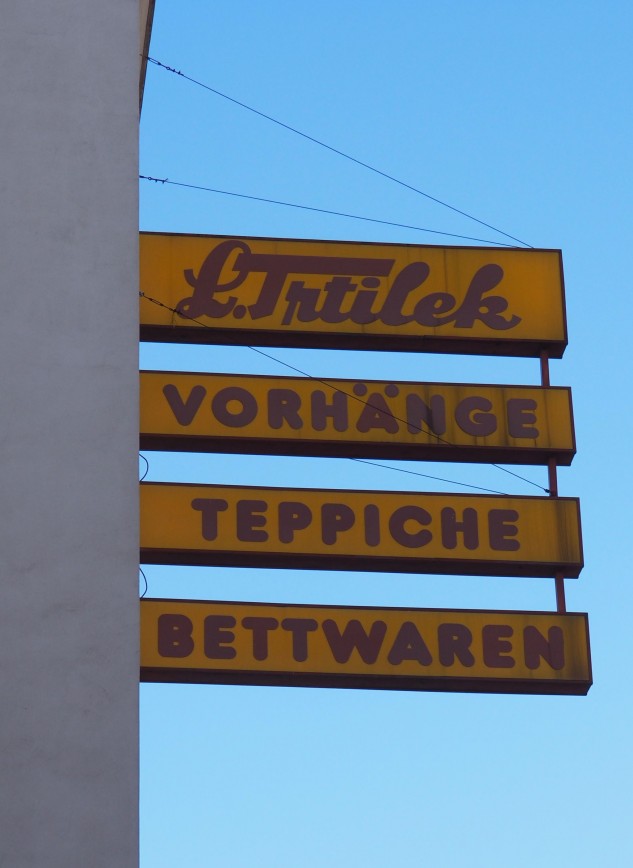 L. Trtilek
VORHÄNGE
TEPPICHE
BETTWAREN